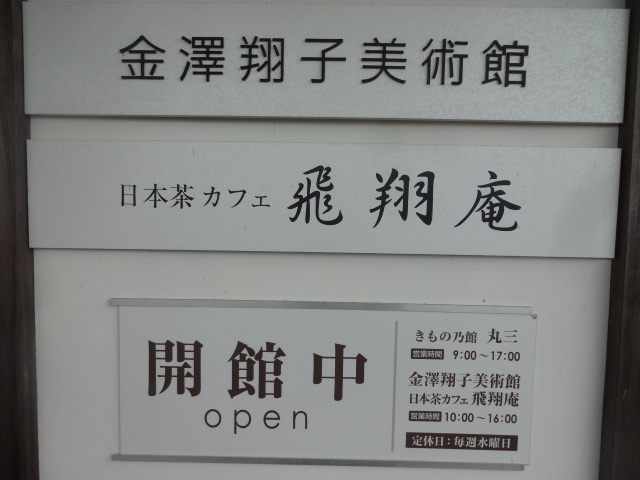 金澤翔子美術館
日本茶カフェ 飛翔庵
開館中
open
きもの乃館 丸三
営業時間 9:00~17:00
金澤翔子美術館
日本茶カフェ 飛翔庵
営業時間 10:00~16:00
定休日:毎週水曜日